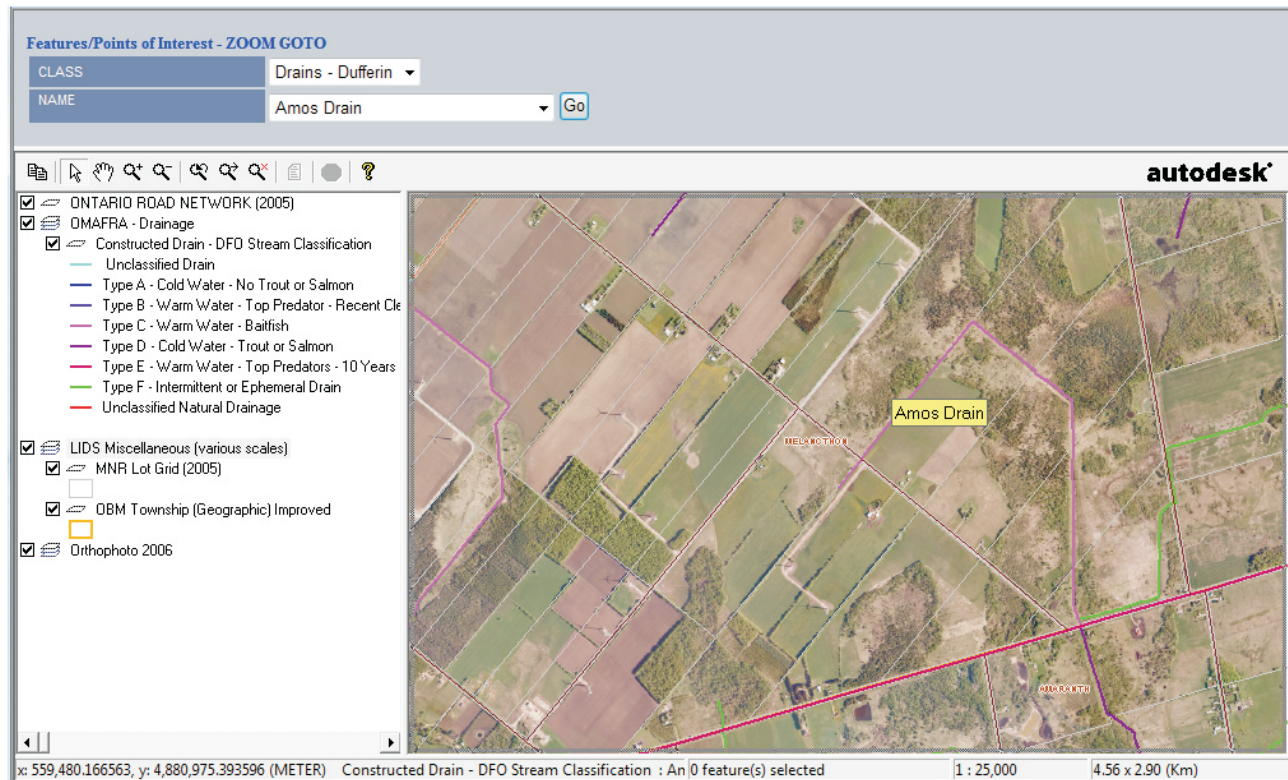 Features/Points of Interest - ZOOM GOTO
CLASS Drains - Dufferin
NAME Amos Drain Go
autodesk
ONTARIO ROAD NETWORK (2005)
OMAFRA - Drainage
Constructed Drain - DFO Stream Classification
Unclassified Drain
Type A - Cold Water - No Trout or Salmon
Type B - Warm Water - Top Predator - Recent Cle
Type C - Warm Water - Baitfish
Type D - Cold Water - Trout or Salmon
Type E - Warm Water - Top Predators - 10 Years
Type F - Intermittent or Ephemeral Drain
Unclassified Natural Drainage
LIDS Miscellaneous (various scales)
MNR Lot Grid (2005)
OBM Township (Geographic) Improved
Orthophoto 2006
Amos Drain
MELANCTHON
AMARANTH
x: 559,480.166563, y: 4,880,975.393596 (METER) Constructed Drain - DFO Stream Classification : An 0 feature(s) selected 1 : 25,000 4.56 x 2.90 (Km)